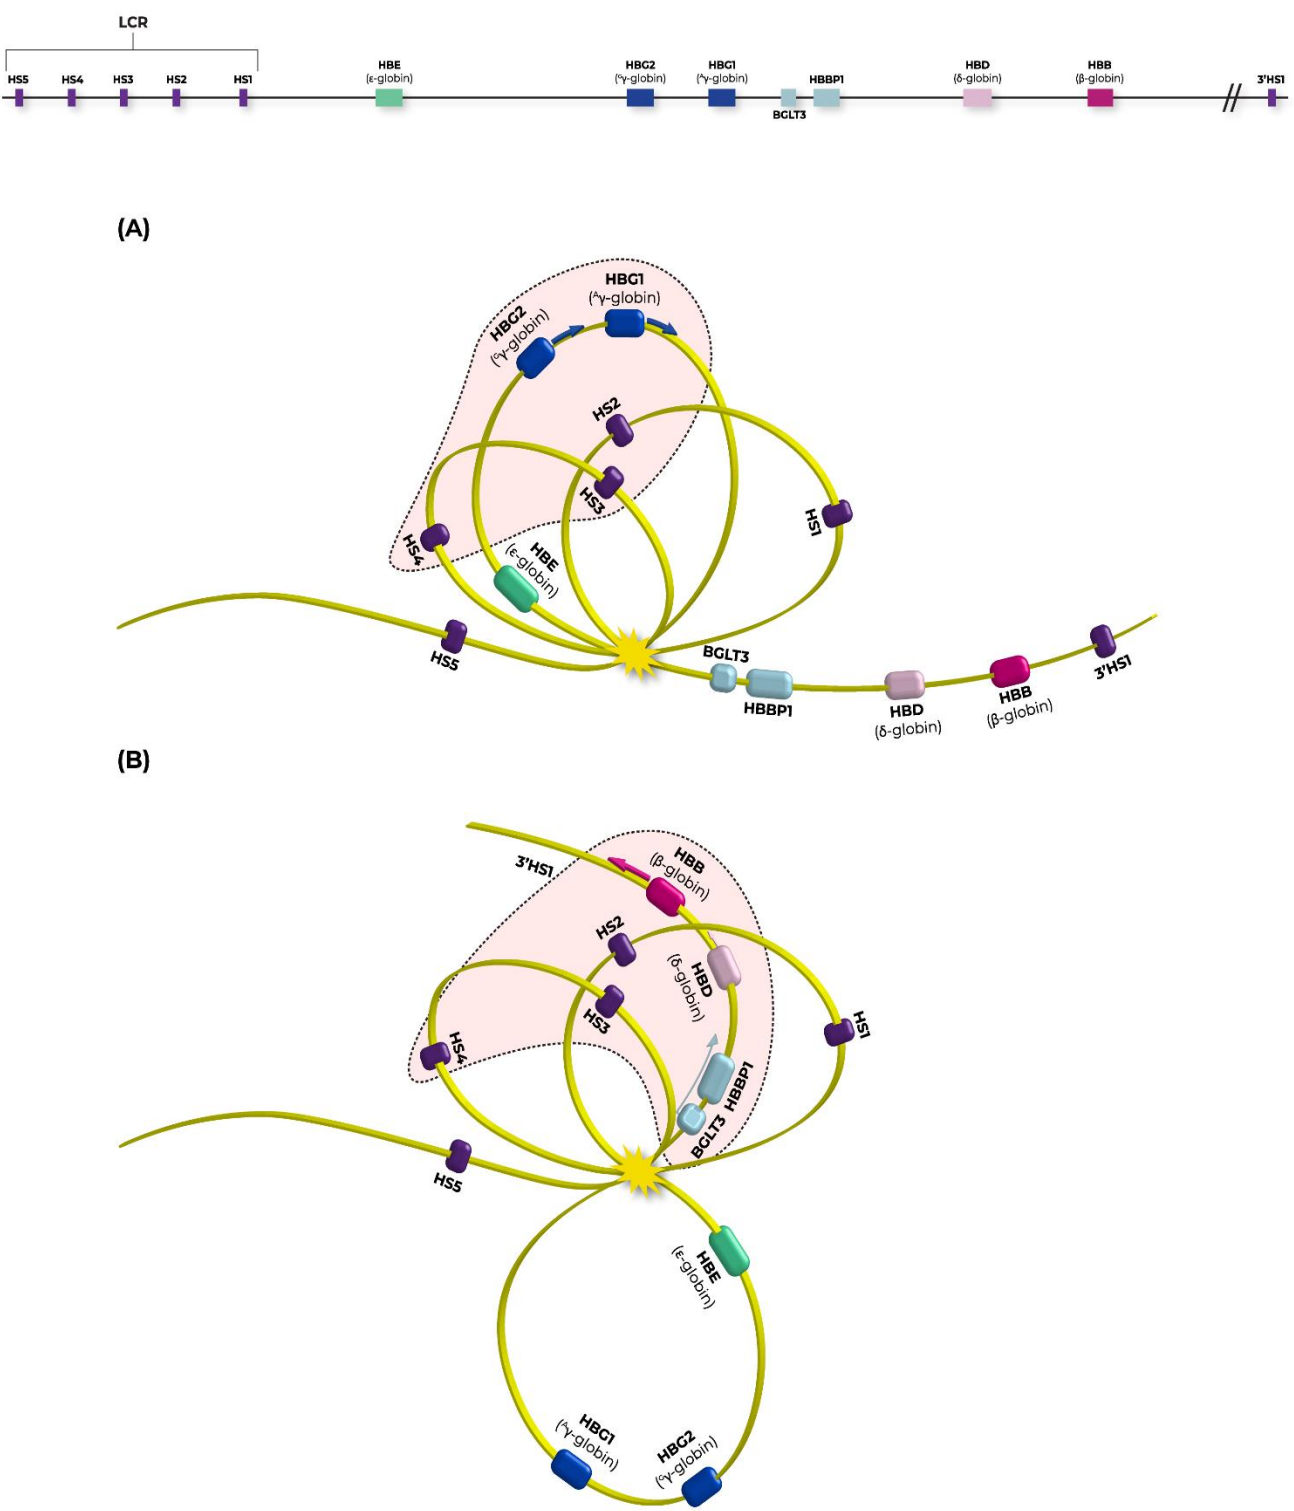 LCR
HS5 HS4 HS3 HS2 HS1
HBE
(ε-globin)
HBG2
(ᴳγ-globin)
HBG1
(ᴬγ-globin)
BGLT3
HBBP1
HBD
(δ-globin)
HBB
(β-globin)
3'HS1
(A)
HBG1
(ᴬγ-globin)
HBG2
(ᴳγ-globin)
HS2
HS3
HS1
HS4
HBE
(ε-globin)
HS5
BGLT3
HBBP1
HBD
(δ-globin)
HBB
(β-globin)
3'HS1
(B)
3'HS1
HBB
(β-globin)
HS2
HBD
(δ-globin)
HS3
HS1
HS4
HBBP1
BGLT3
HS5
HBE
(ε-globin)
HBG1
(ᴬγ-globin)
HBG2
(ᴳγ-globin)